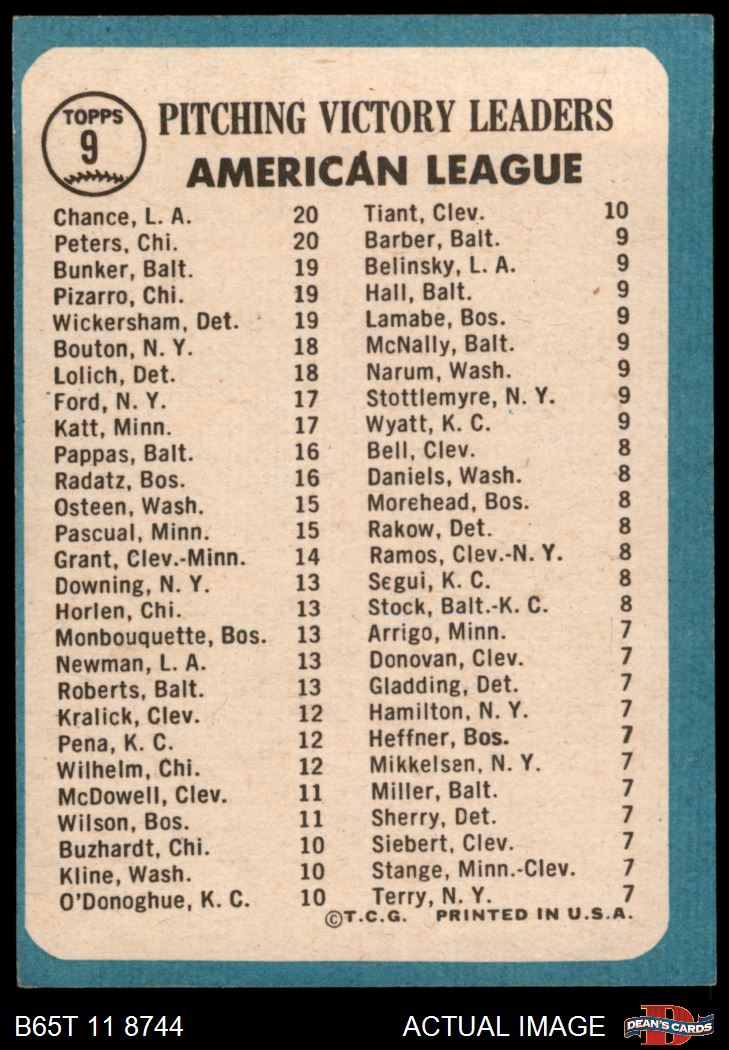 TOPPS
9
PITCHING VICTORY LEADERS
AMERICAN LEAGUE
Chance, L. A. 20
Peters, Chi. 20
Bunker, Balt. 19
Pizarro, Chi. 19
Wickersham, Det. 19
Bouton, N. Y. 18
Lolich, Det. 18
Ford, N. Y. 17
Katt, Minn. 17
Pappas, Balt. 16
Radatz, Bos. 16
Osteen, Wash. 15
Pascual, Minn. 15
Grant, Clev.-Minn. 14
Downing, N. Y. 13
Horlen, Chi. 13
Monbouquette, Bos. 13
Newman, L. A. 13
Roberts, Balt. 13
Kralick, Clev. 12
Pena, K. C. 12
Wilhelm, Chi. 12
McDowell, Clev. 11
Wilson, Bos. 11
Buzhardt, Chi. 10
Kline, Wash. 10
O'Donoghue, K. C. 10
Tiant, Clev. 10
Barber, Balt. 9
Belinsky, L. A. 9
Hall, Balt. 9
Lamabe, Bos. 9
McNally, Balt. 9
Narum, Wash. 9
Stottlemyre, N. Y. 9
Wyatt, K. C. 9
Bell, Clev. 8
Daniels, Wash. 8
Morehead, Bos. 8
Rakow, Det. 8
Ramos, Clev.-N. Y. 8
Segui, K. C. 8
Stock, Balt.-K. C. 8
Arrigo, Minn. 7
Donovan, Clev. 7
Gladding, Det. 7
Hamilton, N. Y. 7
Heffner, Bos. 7
Mikkelsen, N. Y. 7
Miller, Balt. 7
Sherry, Det. 7
Siebert, Clev. 7
Stange, Minn.-Clev. 7
Terry, N. Y. 7
©T.C.G. PRINTED IN U.S.A.
B65T 11 8744 ACTUAL IMAGE
D
DEAN'S CARDS